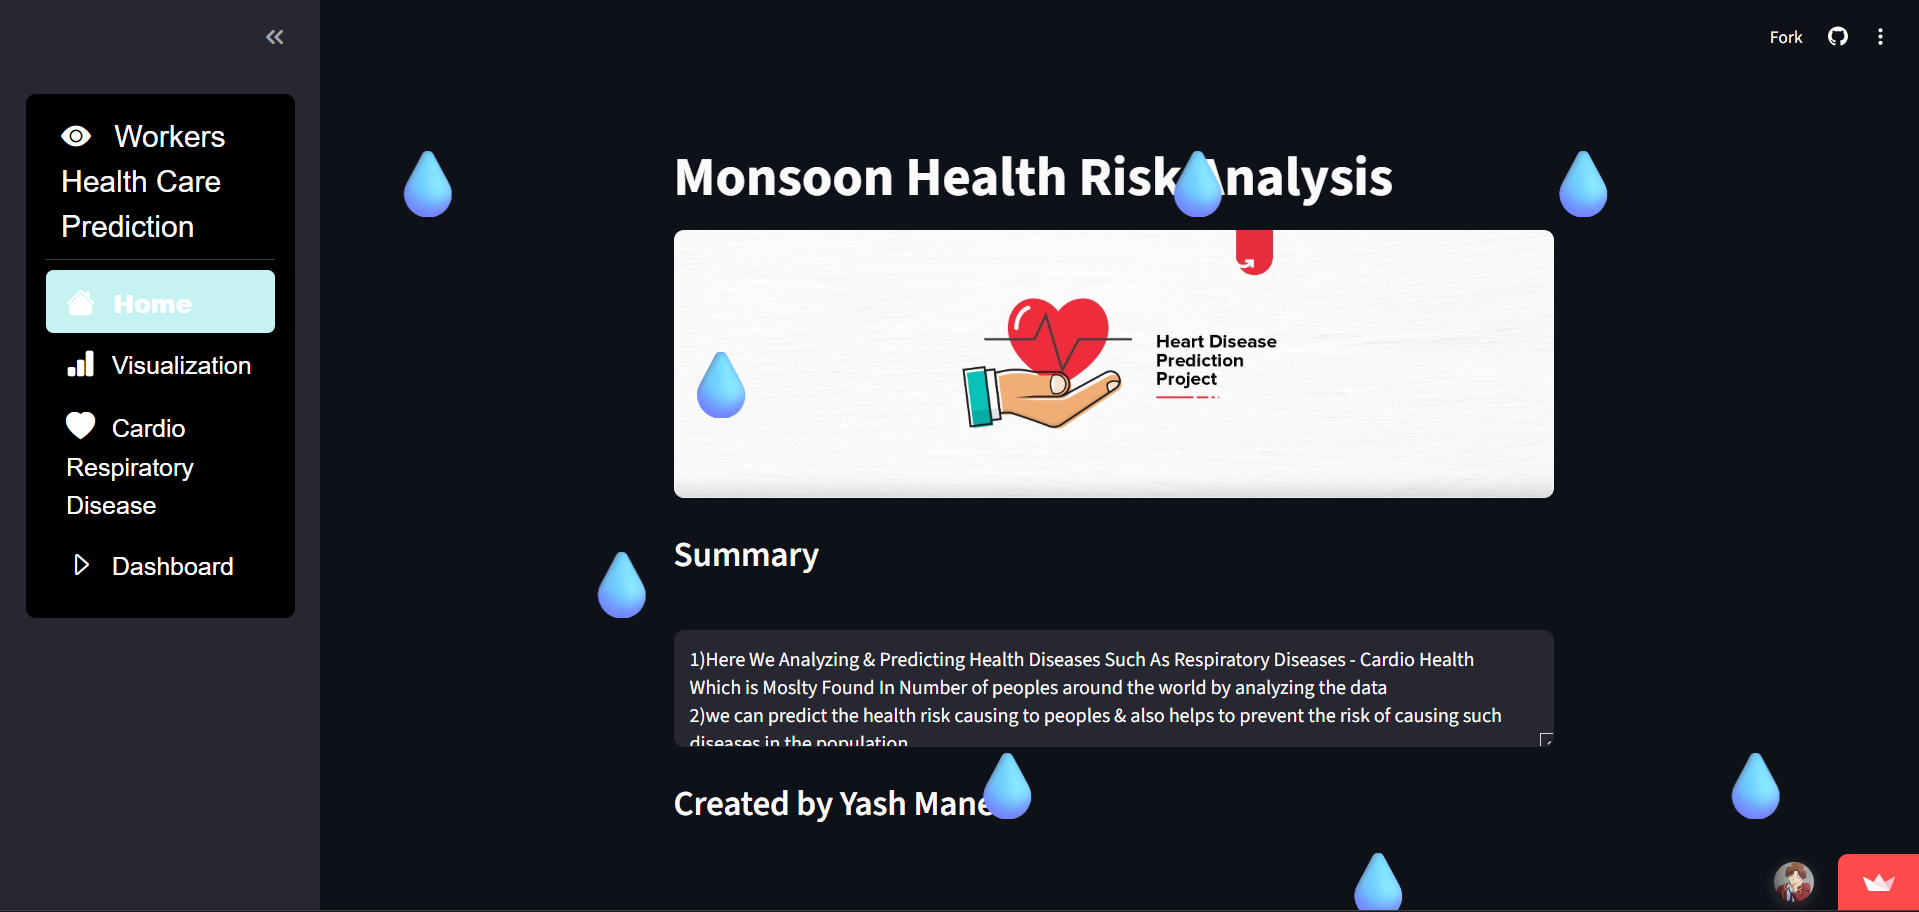 Fork
Workers
Health Care
Prediction
Home
Visualization
Cardio
Respiratory
Disease
Dashboard
Monsoon Health Risk Analysis
Heart Disease
Prediction
Project
Summary
1)Here We Analyzing & Predicting Health Diseases Such As Respiratory Diseases - Cardio Health
Which is Moslty Found In Number of peoples around the world by analyzing the data
2)we can predict the health risk causing to peoples & also helps to prevent the risk of causing such
diseases in the population
Created by Yash Mane